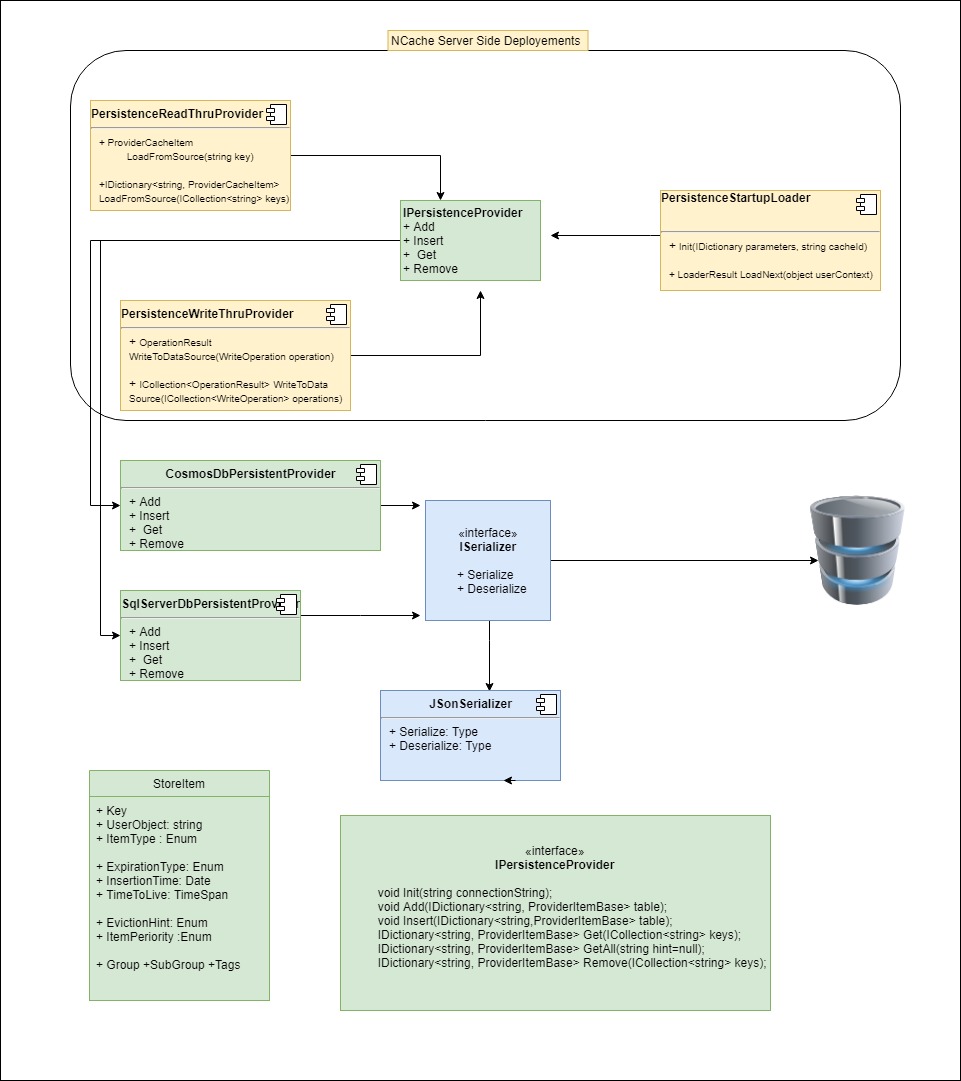 NCache Server Side Deployements
PersistenceReadThruProvider
+ ProviderCacheItem
LoadFromSource(string key)
+IDictionary<string, ProviderCacheItem>
LoadFromSource(ICollection<string> keys)
IPersistenceProvider
+ Add
+ Insert
+ Get
+ Remove
PersistenceStartupLoader
+ Init(IDictionary parameters, string cacheId)
+ LoaderResult LoadNext(object userContext)
PersistenceWriteThruProvider
+ OperationResult
WriteToDataSource(WriteOperation operation)
+ ICollection<OperationResult> WriteToData
Source(ICollection<WriteOperation> operations)
CosmosDbPersistentProvider
+ Add
+ Insert
+ Get
+ Remove
«interface»
ISerializer
+ Serialize
+ Deserialize
SqlServerDbPersistentProvider
+ Add
+ Insert
+ Get
+ Remove
JSonSerializer
+ Serialize: Type
+ Deserialize: Type
StoreItem
+ Key
+ UserObject: string
+ ItemType : Enum
+ ExpirationType: Enum
+ InsertionTime: Date
+ TimeToLive: TimeSpan
+ EvictionHint: Enum
+ ItemPeriority :Enum
+ Group +SubGroup +Tags
«interface»
IPersistenceProvider
void Init(string connectionString);
void Add(IDictionary<string, ProviderItemBase> table);
void Insert(IDictionary<string,ProviderItemBase> table);
IDictionary<string, ProviderItemBase> Get(ICollection<string> keys);
IDictionary<string, ProviderItemBase> GetAll(string hint=null);
IDictionary<string, ProviderItemBase> Remove(ICollection<string> keys);